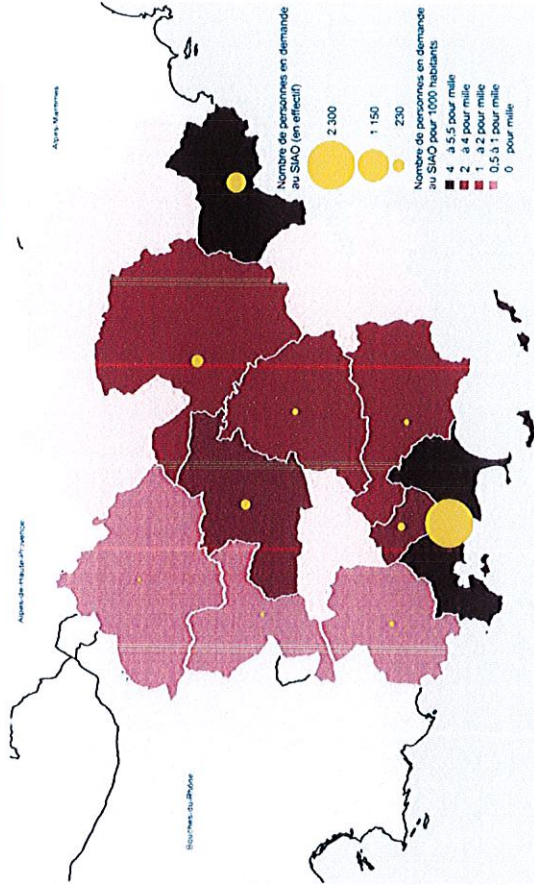 Alpes-de-Haute-Provence
Alpes-Maritimes
Bouches-du-Rhône
Nombre de personnes en demande
au SIAO (en effectif)
2 300
1 150
230
Nombre de personnes en demande
au SIAO pour 1000 habitants
4 à 5,5 pour mille
2 à 4 pour mille
1 à 2 pour mille
0,5 à 1 pour mille
0 pour mille